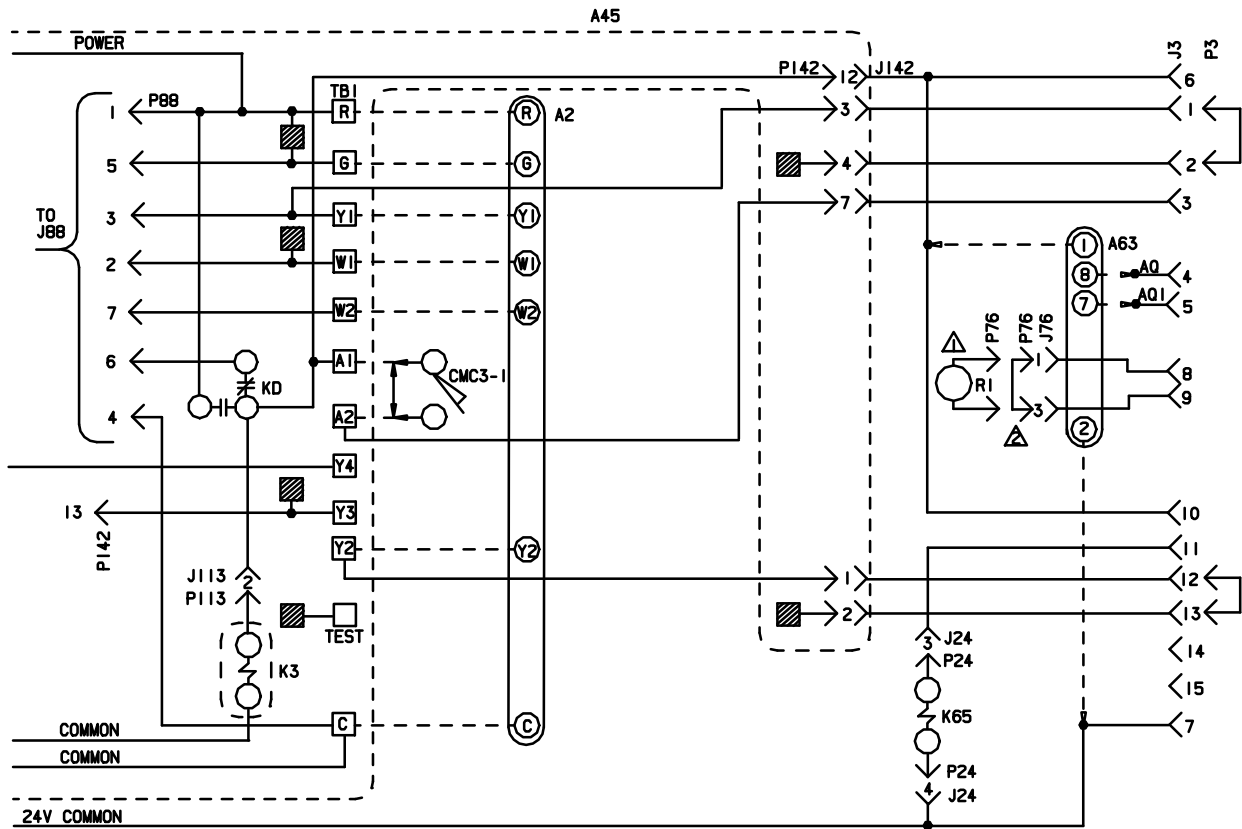 A45
POWER
J3
P3
P142
12
J142
6
P88
TB1
1
R
R
A2
3
1
5
G
G
4
2
3
Y1
Y1
7
3
TO
J88
2
W1
W1
1
A63
8
AQ
4
7
W2
W2
7
AQ1
5
P76
P76
J76
6
A1
CMC3-1
1
1
8
KD
R1
9
4
A2
3
2
2
Y4
13
P142
Y3
10
Y2
Y2
11
J113
2
P113
1
12
TEST
2
13
3
J24
P24
14
K3
15
K65
C
C
7
COMMON
COMMON
P24
4
J24
24V COMMON